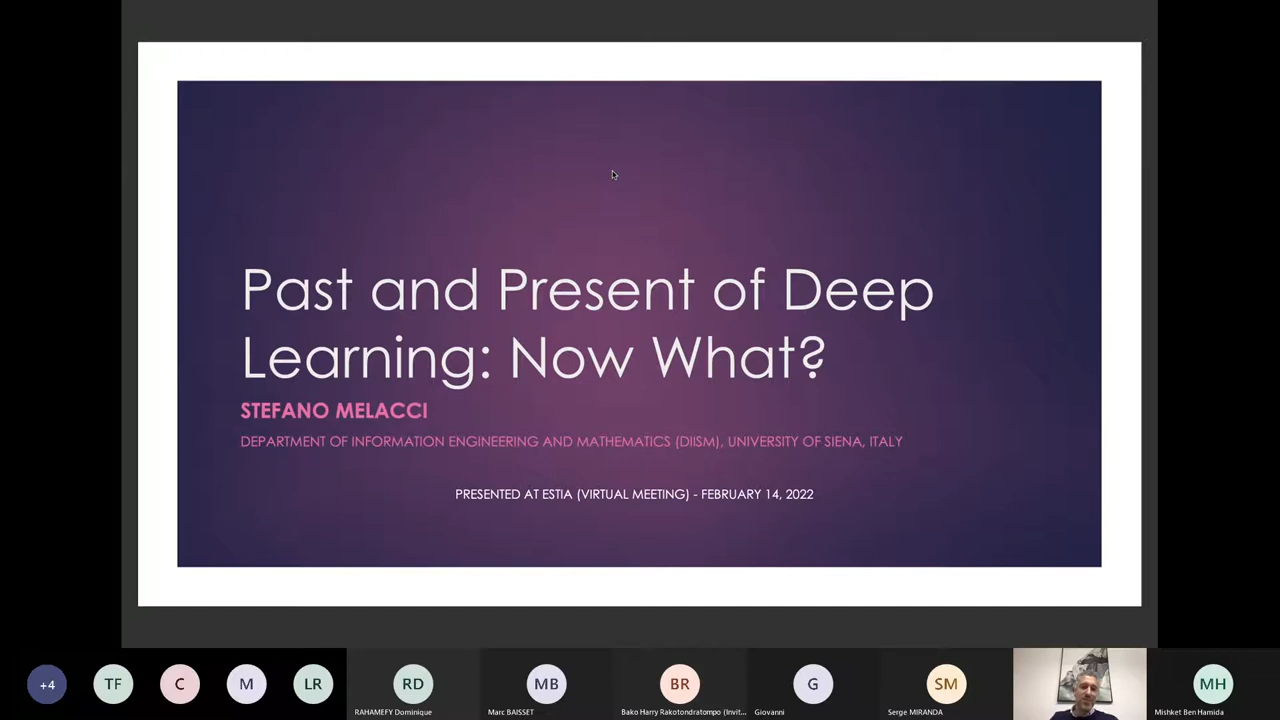 Past and Present of Deep
Learning: Now What?
STEFANO MELACCI
DEPARTMENT OF INFORMATION ENGINEERING AND MATHEMATICS (DIISM), UNIVERSITY OF SIENA, ITALY
PRESENTED AT ESTIA (VIRTUAL MEETING) - FEBRUARY 14, 2022
+4
TF
C
M
LR
RD
MB
BR
G
SM
MH
RAHAMEFY Dominique
Marc BAISSET
Bako Harry Rakotondratompo (Invit...
Giovanni
Serge MIRANDA
Mishket Ben Hamida